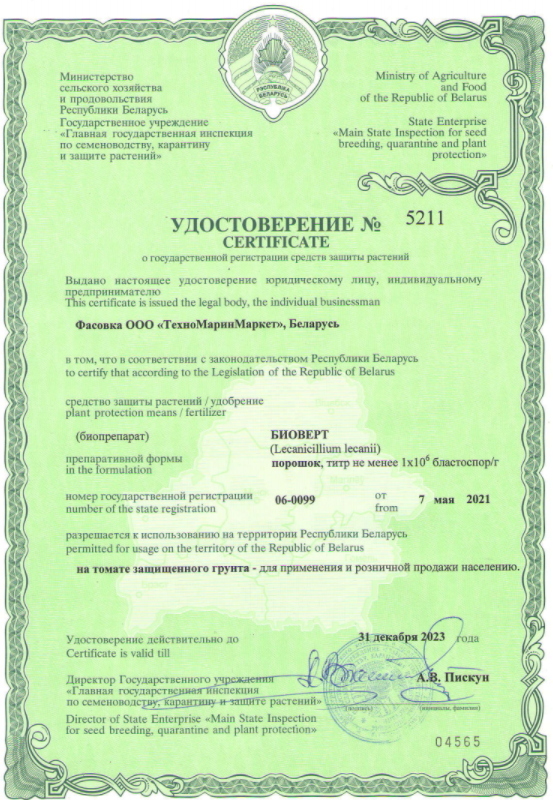 РЕСПУБЛИКА
БЕЛАРУСЬ
Министерство
сельского хозяйства
и продовольствия
Республики Беларусь
Государственное учреждение
«Главная государственная инспекция
по семеноводству, карантину
и защите растений»
Ministry of Agriculture
and Food
of the Republic of Belarus
State Enterprise
«Main State Inspection for seed
breeding, quarantine and plant
protection»
УДОСТОВЕРЕНИЕ № 5211
CERTIFICATE
о государственной регистрации средств защиты растений
Выдано настоящее удостоверение юридическому лицу, индивидуальному
предпринимателю
This certificate is issued the legal body, the individual businessman
Фасовка ООО «ТехноМаринМаркет», Беларусь
в том, что в соответствии с законодательством Республики Беларусь
to certify that according to the Legislation of the Republic of Belarus
средство защиты растений / удобрение
plant protection means / fertilizer
(биопрепарат) БИОВЕРТ
(Lecanicillium lecanii)
препаративной формы порошок, титр не менее 1x10⁶ бластоспор/г
in the formulation
номер государственной регистрации 06-0099 от 7 мая 2021
number of the state registration from
разрешается к использованию на территории Республики Беларусь
permitted for usage on the territory of the Republic of Belarus
на томате защищенного грунта - для применения и розничной продажи населению.
Удостоверение действительно до 31 декабря 2023 года
Certificate is valid till
Директор Государственного учреждения А.В. Пискун
«Главная государственная инспекция
по семеноводству, карантину и защите растений» (подпись) (инициалы, фамилия)
Director of State Enterprise «Main State Inspection
for seed breeding, quarantine and plant protection»
04565